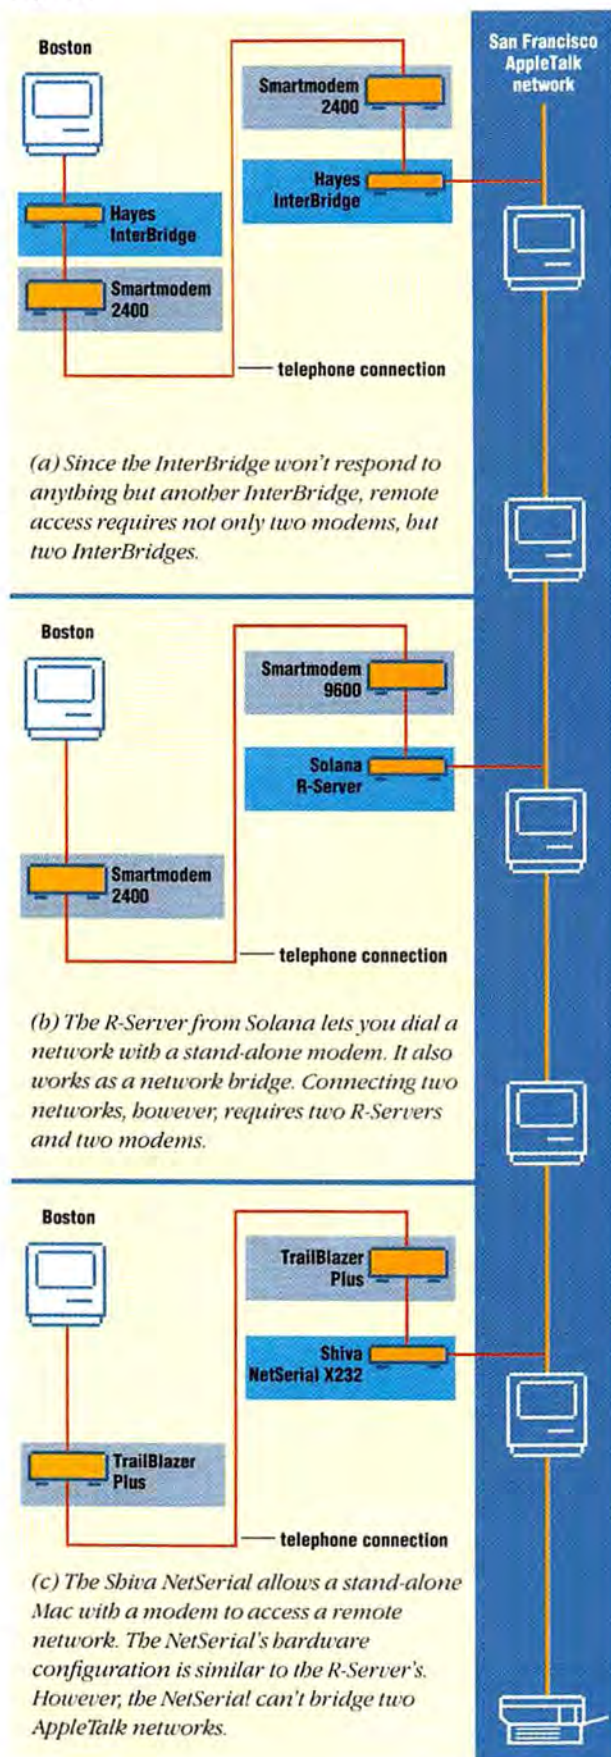 San Francisco
AppleTalk
network
Boston
Smartmodem
2400
Hayes
InterBridge
Hayes
InterBridge
Smartmodem
2400
telephone connection
(a) Since the InterBridge won't respond to
anything but another InterBridge, remote
access requires not only two modems, but
two InterBridges.
Boston
Smartmodem
9600
Solana
R-Server
Smartmodem
2400
telephone connection
(b) The R-Server from Solana lets you dial a
network with a stand-alone modem. It also
works as a network bridge. Connecting two
networks, however, requires two R-Servers
and two modems.
Boston
TrailBlazer
Plus
Shiva
NetSerial X232
TrailBlazer
Plus
telephone connection
(c) The Shiva NetSerial allows a stand-alone
Mac with a modem to access a remote
network. The NetSerial's hardware
configuration is similar to the R-Server's.
However, the NetSerial can't bridge two
AppleTalk networks.